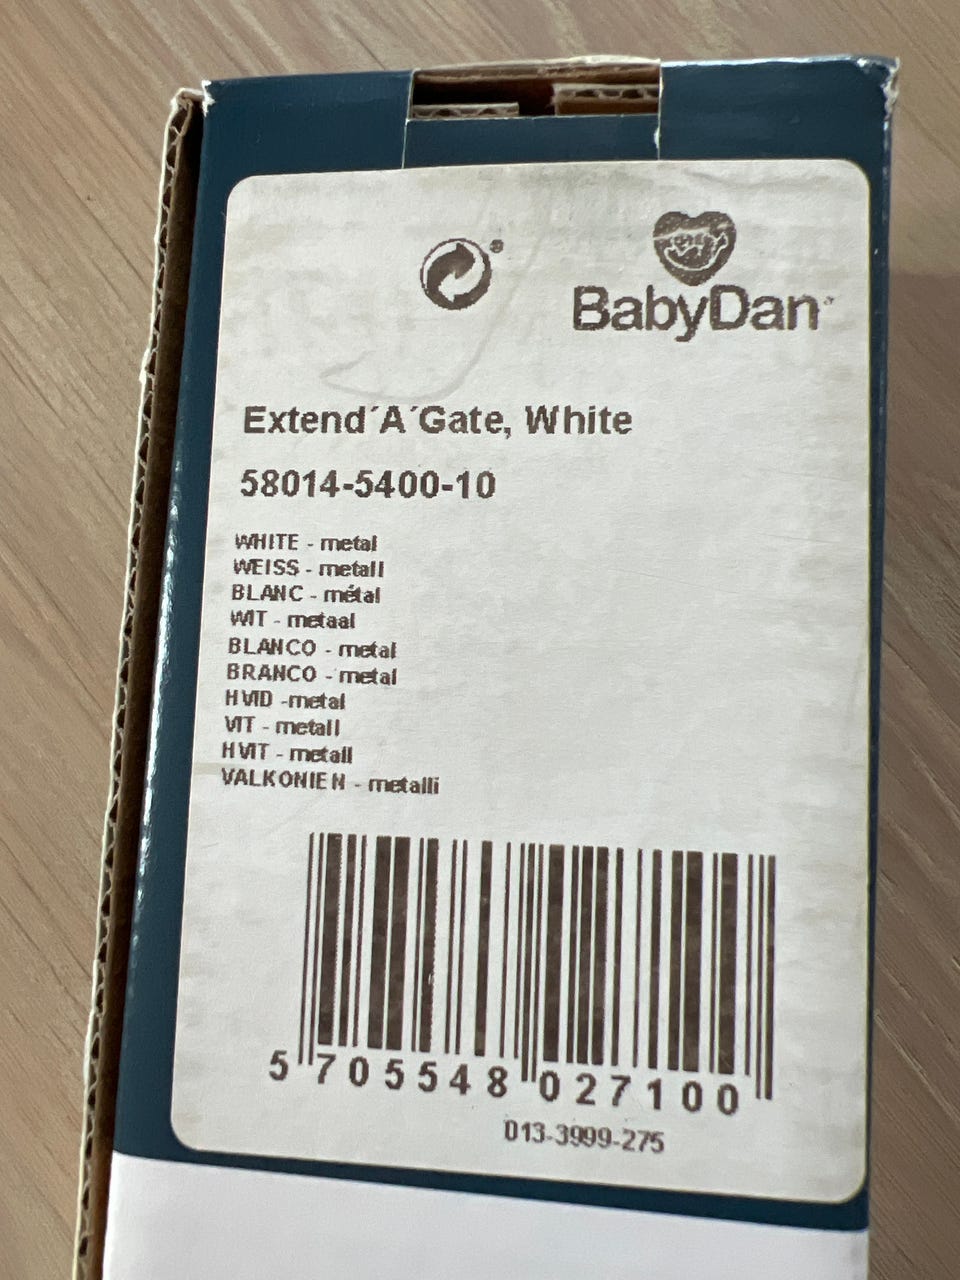 BabyDan
Extend´A´Gate, White
58014-5400-10
WHITE - metal
WEISS - metall
BLANC - métal
WIT - metaal
BLANCO - metal
BRANCO - metal
HVID -metal
VIT - metall
HVIT - metall
VALKOINEN - metalli
5 705548 027100
013-3999-275